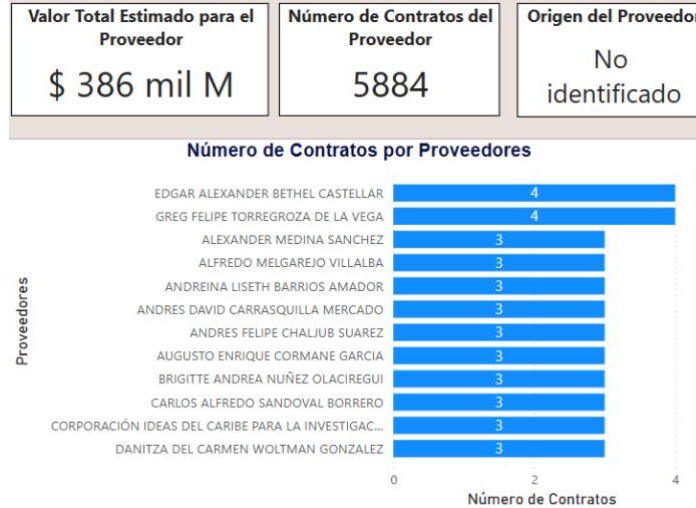 Valor Total Estimado para el
Proveedor
$ 386 mil M
Número de Contratos del
Proveedor
5884
Origen del Proveedor
No
identificado
Número de Contratos por Proveedores
Proveedores
EDGAR ALEXANDER BETHEL CASTELLAR 4
GREG FELIPE TORREGROZA DE LA VEGA 4
ALEXANDER MEDINA SANCHEZ 3
ALFREDO MELGAREJO VILLALBA 3
ANDREINA LISETH BARRIOS AMADOR 3
ANDRES DAVID CARRASQUILLA MERCADO 3
ANDRES FELIPE CHALJUB SUAREZ 3
AUGUSTO ENRIQUE CORMANE GARCIA 3
BRIGITTE ANDREA NUÑEZ OLACIREGUI 3
CARLOS ALFREDO SANDOVAL BORRERO 3
CORPORACIÓN IDEAS DEL CARIBE PARA LA INVESTIGAC... 3
DANITZA DEL CARMEN WOLTMAN GONZALEZ 3
0 2 4
Número de Contratos